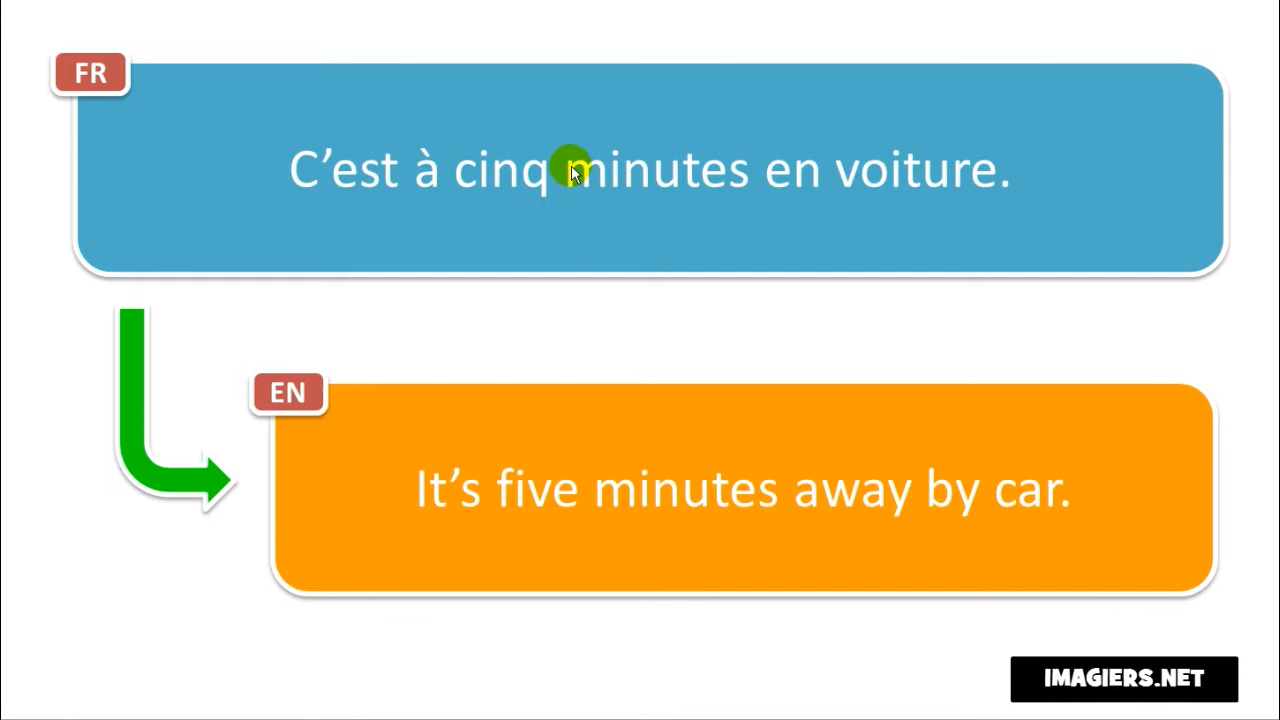 FR
C’est à cinq minutes en voiture.
EN
It’s five minutes away by car.
IMAGIERS.NET